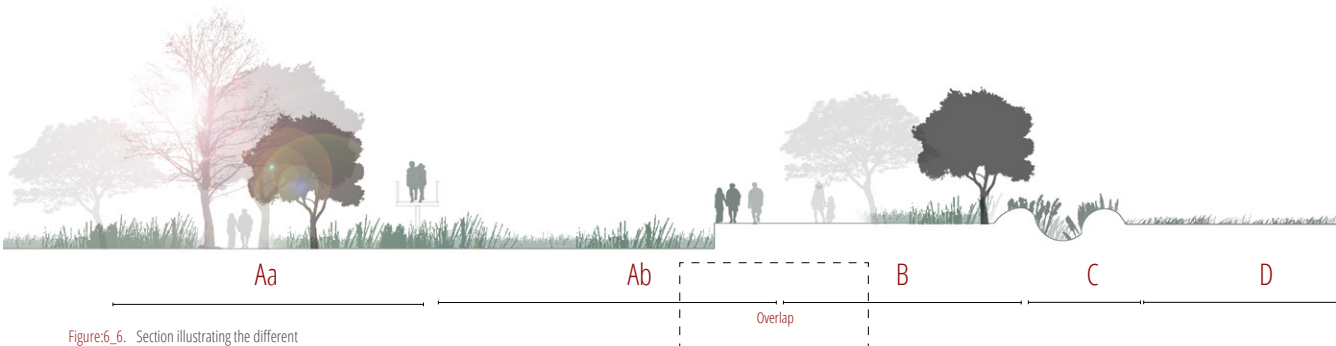 Aa
Ab
B
C
D
Overlap
Figure:6_6. Section illustrating the different